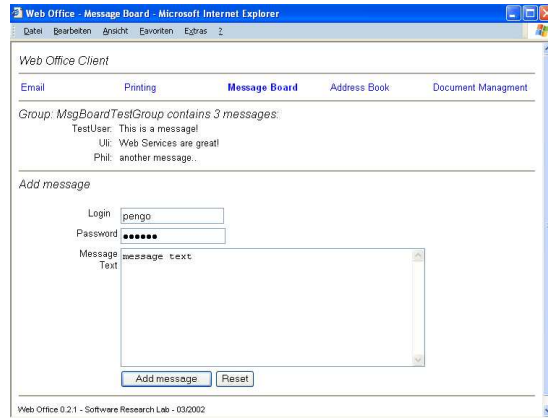 Web Office - Message Board - Microsoft Internet Explorer
Datei Bearbeiten Ansicht Favoriten Extras ?
Web Office Client
Email Printing Message Board Address Book Document Managment
Group: MsgBoardTestGroup contains 3 messages:
TestUser: This is a message!
Uli: Web Services are great!
Phil: another message..
Add message
Login pengo
Password ●●●●●●
Message Text message text
Add message Reset
Web Office 0.2.1 - Software Research Lab - 03/2002